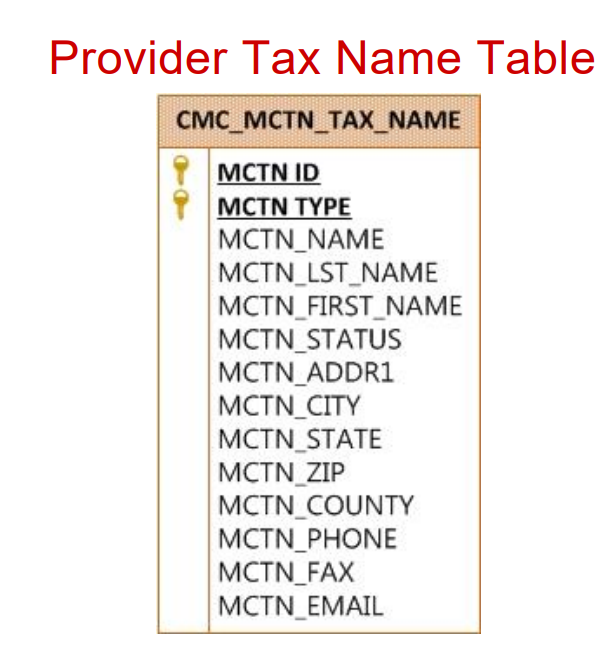 Provider Tax Name Table
CMC_MCTN_TAX_NAME
MCTN ID
MCTN TYPE
MCTN_NAME
MCTN_LST_NAME
MCTN_FIRST_NAME
MCTN_STATUS
MCTN_ADDR1
MCTN_CITY
MCTN_STATE
MCTN_ZIP
MCTN_COUNTY
MCTN_PHONE
MCTN_FAX
MCTN_EMAIL